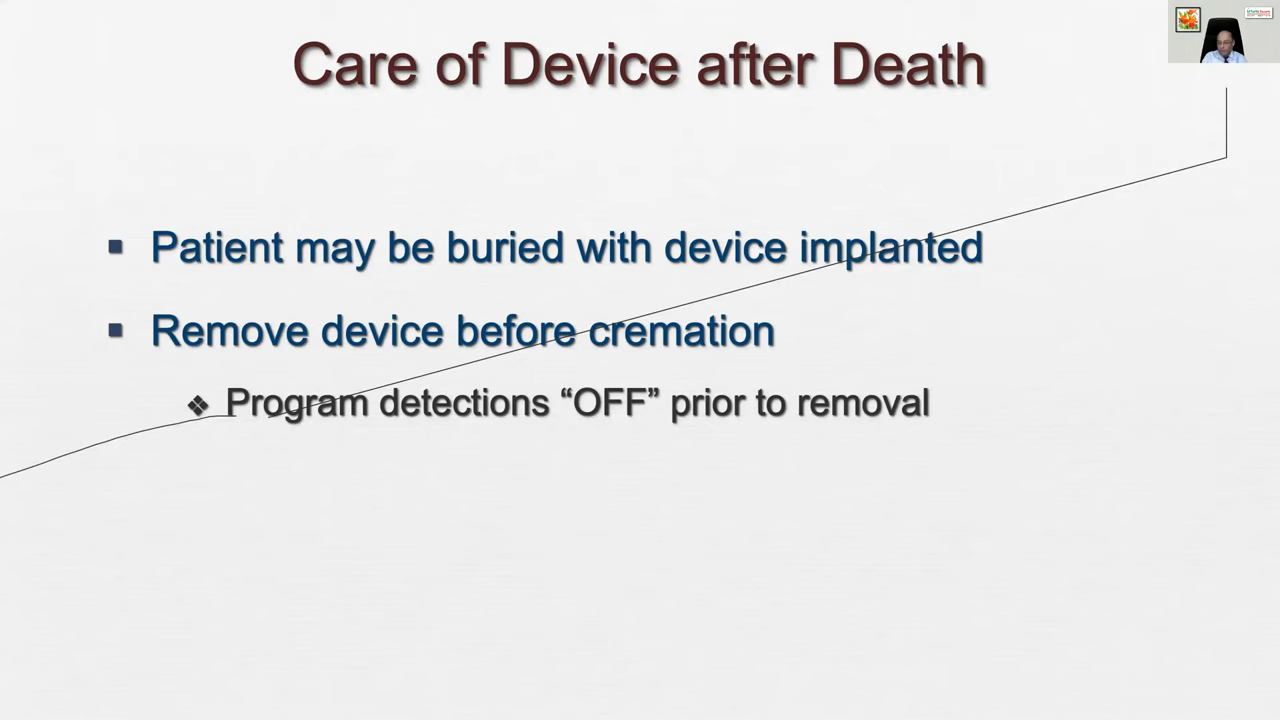 Care of Device after Death
Patient may be buried with device implanted
Remove device before cremation
Program detections “OFF” prior to removal